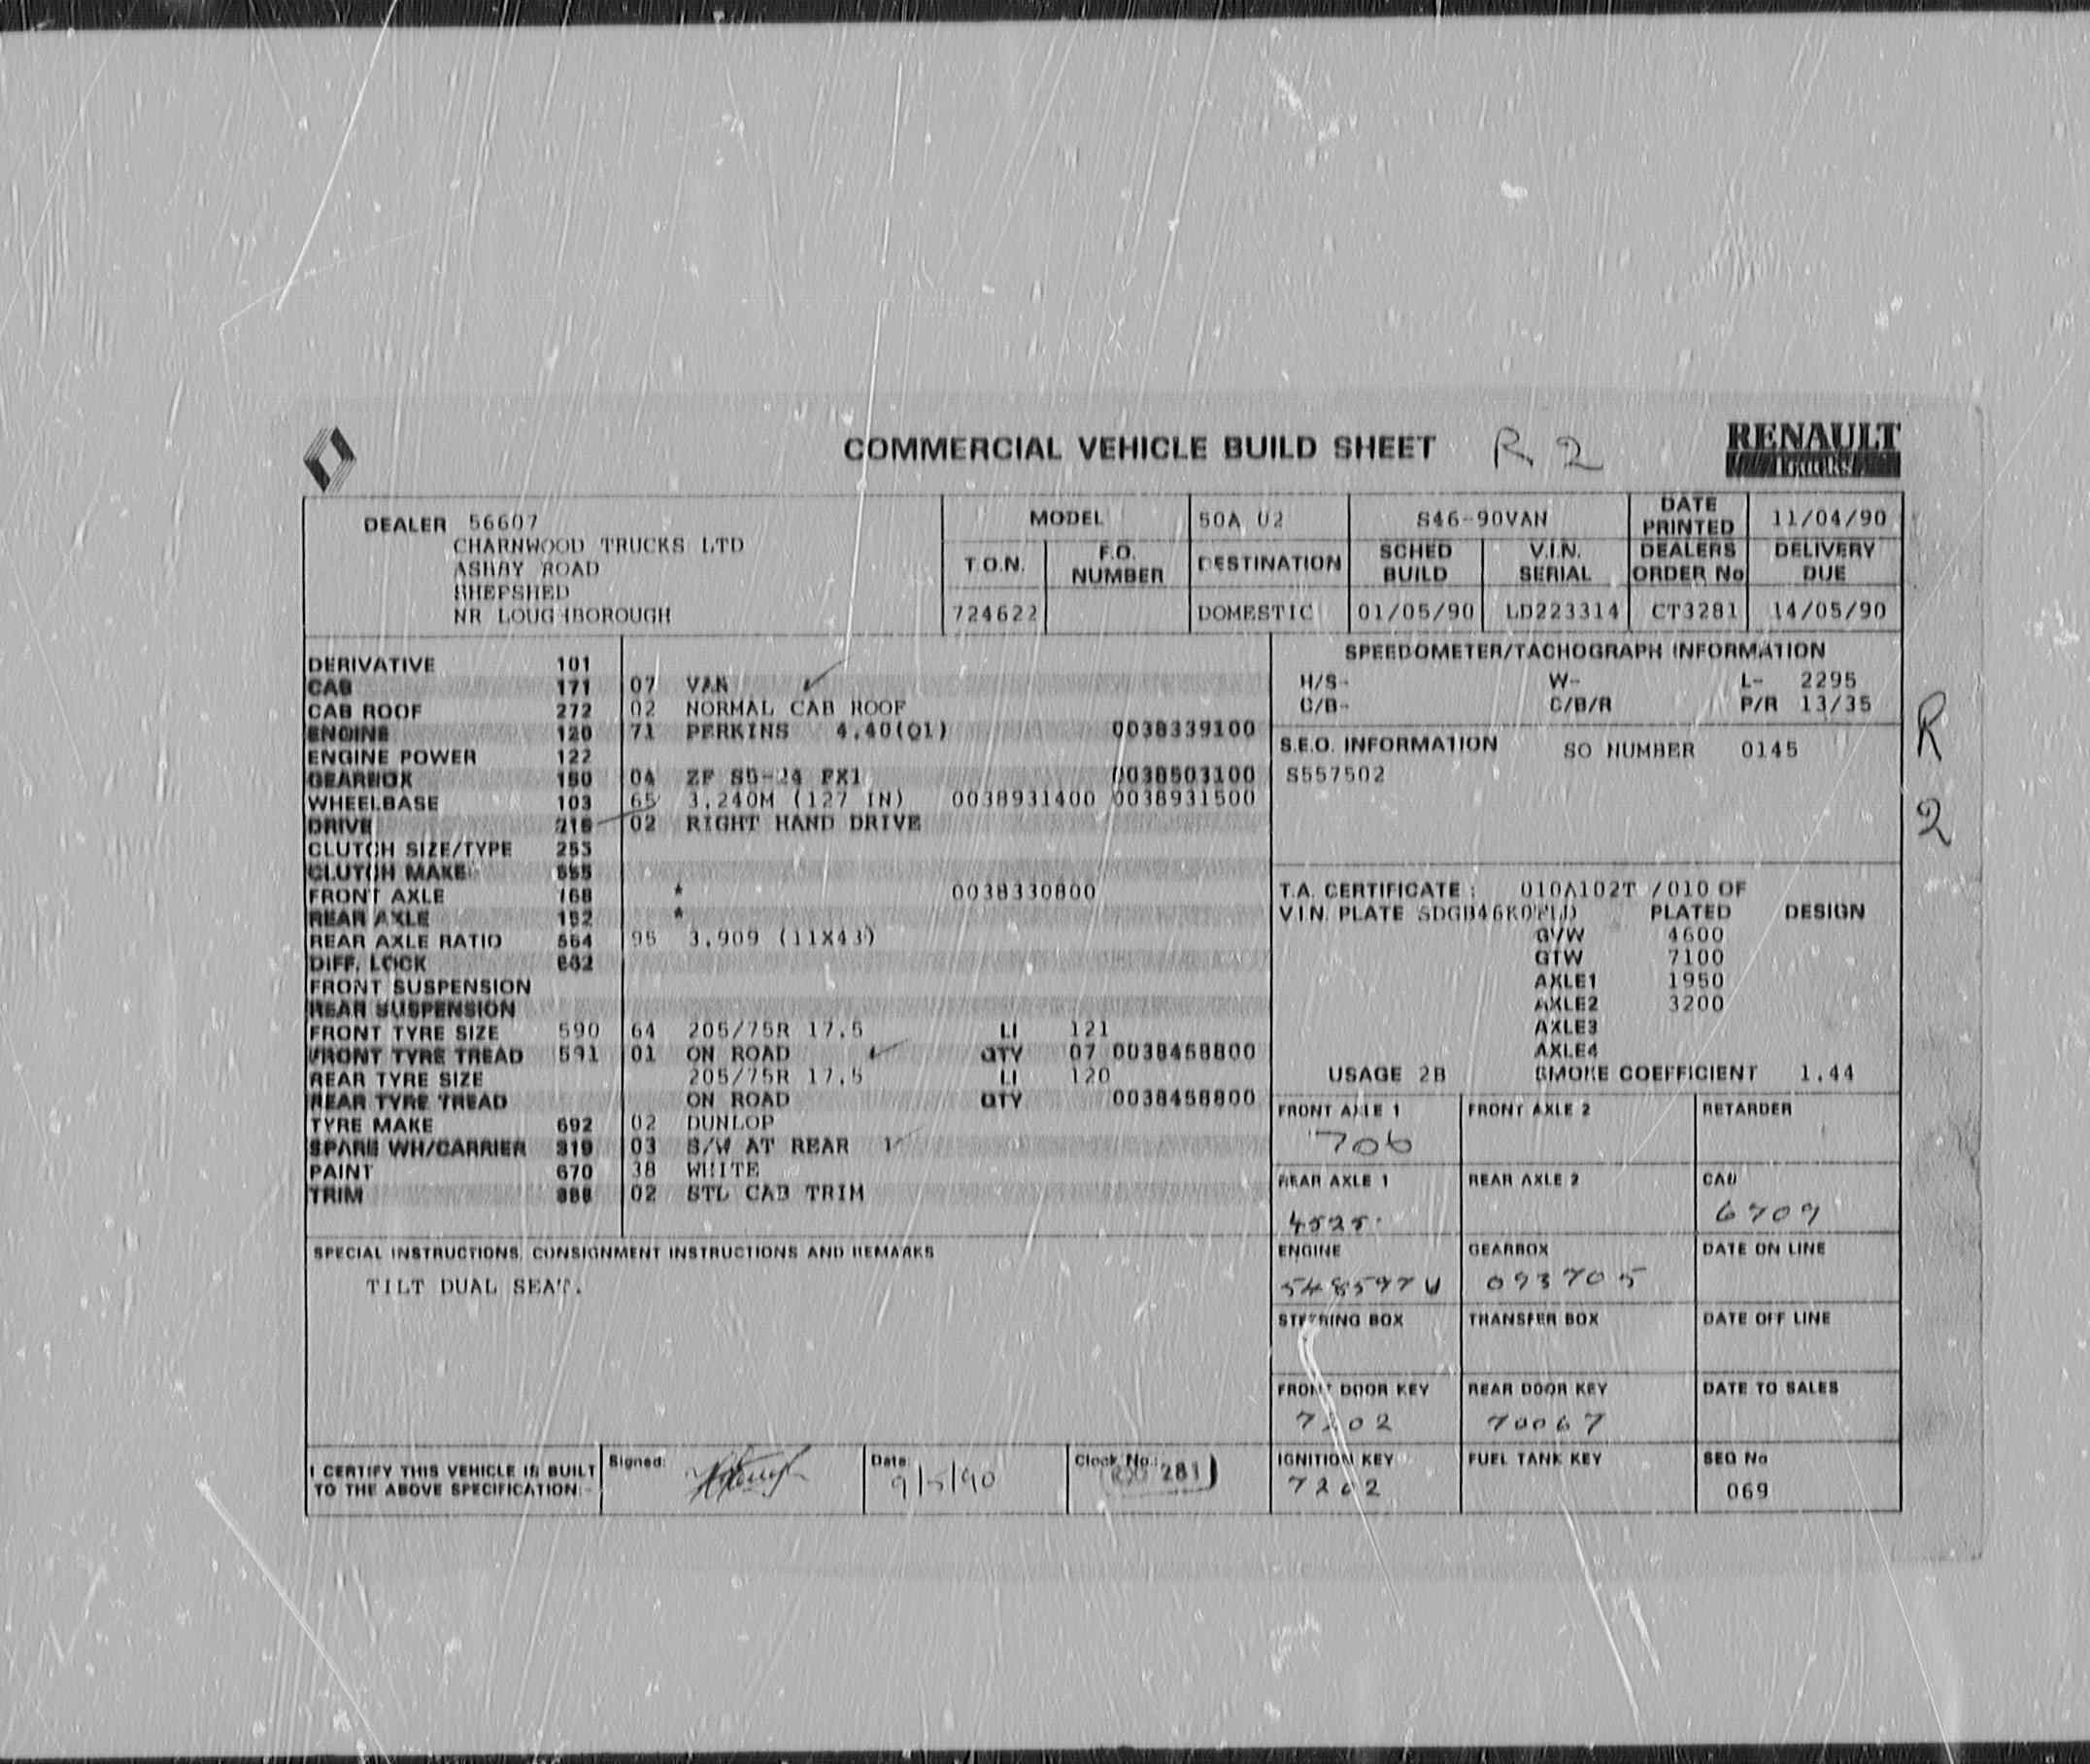 COMMERCIAL VEHICLE BUILD SHEET R2
RENAULT
TRUCKS
DEALER 56607
CHARNWOOD TRUCKS LTD
ROAD
SHEPSHED
NR LOUGHBOROUGH
MODEL 50A U2 S46-90VAN DATE PRINTED 11/04/90
T.O.N. F.O. NUMBER DESTINATION SCHED BUILD V.I.N. SERIAL DEALERS ORDER No DELIVERY DUE
724622 DOMESTIC 01/05/90 LD223314 CT3281 14/05/90
DERIVATIVE 101
CAB 171 07 VAN
CAB ROOF 272 02 NORMAL CAB ROOF
ENGINE 120 71 PERKINS 4.40(Q1) 0038339100
ENGINE POWER 122
GEARBOX 04 ZF FX1 0038503100
WHEELBASE 103 65 3.240M (127 IN) 0038931400 0038931500
DRIVE 02 RIGHT HAND DRIVE
CLUTCH SIZE/TYPE 253
CLUTCH MAKE
FRONT AXLE 168 * 0038330800
REAR AXLE *
REAR AXLE RATIO 95 3.909 (11X43)
DIFF. LOCK
FRONT SUSPENSION
REAR SUSPENSION
FRONT TYRE SIZE 590 64 205/75R 17.5 LI 121
FRONT TYRE TREAD 591 01 ON ROAD QTY 07 0038468800
REAR TYRE SIZE 205/75R 17.5 LI 120
REAR TYRE TREAD ON ROAD QTY 0038468800
TYRE MAKE 692 02 DUNLOP
SPARE WH/CARRIER 03 S/W AT REAR
PAINT 670 38 WHITE
TRIM 02 STD CAB TRIM
SPECIAL INSTRUCTIONS, CONSIGNMENT INSTRUCTIONS AND REMARKS
TILT DUAL SEAT.
I CERTIFY THIS VEHICLE IS BUILT
TO THE ABOVE SPECIFICATION:-
Signed:
Date 9/5/90
Clock No.: 281
SPEEDOMETER/TACHOGRAPH INFORMATION
H/S- W- L- 2295
C/B- C/B/R P/R 13/35
S.E.O. INFORMATION SO NUMBER 0145
S557502
T.A. CERTIFICATE: 010A102T /010 OF
V.I.N. PLATE PLATED DESIGN
GVW 4600
GTW 7100
AXLE1 1950
AXLE2 3200
AXLE3
AXLE4
USAGE 2B SMOKE COEFFICIENT 1.44
FRONT AXLE 1 FRONT AXLE 2 RETARDER
706
REAR AXLE 1 REAR AXLE 2 CAB
4525 6709
ENGINE GEARBOX DATE ON LINE
548597U 093705
STEERING BOX TRANSFER BOX DATE OFF LINE
FRONT DOOR KEY REAR DOOR KEY DATE TO SALES
7202 70067
IGNITION KEY FUEL TANK KEY SEQ No
7202 069
R
2